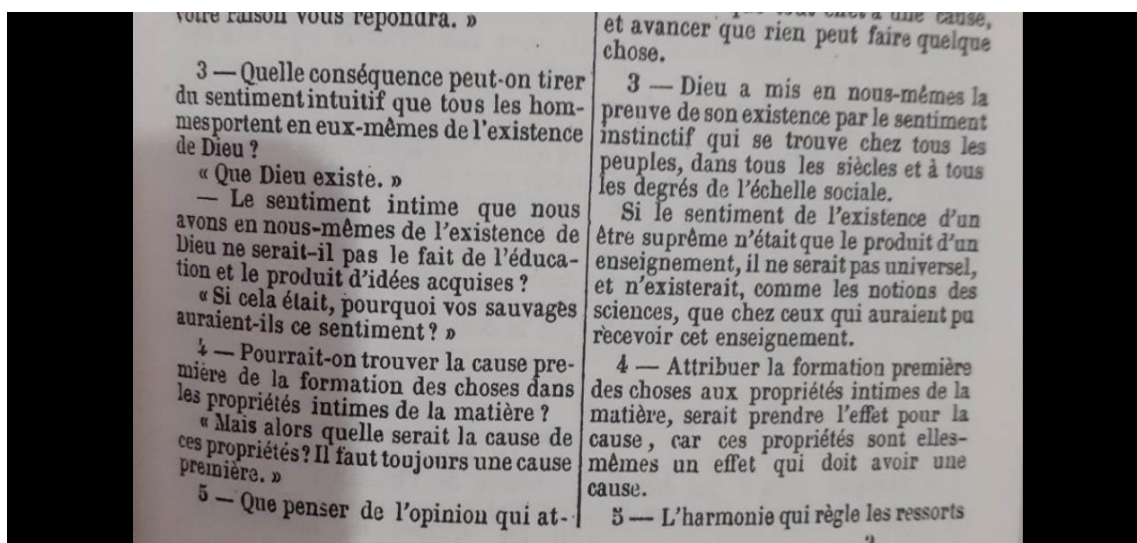 votre raison vous répondra. »
3 — Quelle conséquence peut-on tirer
du sentiment intuitif que tous les hom-
mes portent en eux-mêmes de l'existence
de Dieu ?
« Que Dieu existe. »
— Le sentiment intime que nous
avons en nous-mêmes de l'existence de
Dieu ne serait-il pas le fait de l'éduca-
tion et le produit d'idées acquises ?
« Si cela était, pourquoi vos sauvages
auraient-ils ce sentiment ? »
4 — Pourrait-on trouver la cause pre-
mière de la formation des choses dans
les propriétés intimes de la matière ?
« Mais alors quelle serait la cause de
ces propriétés? Il faut toujours une cause
première. »
5 — Que penser de l'opinion qui at-
a une cause,
et avancer que rien peut faire quelque
chose.
3 — Dieu a mis en nous-mêmes la
preuve de son existence par le sentiment
instinctif qui se trouve chez tous les
peuples, dans tous les siècles et à tous
les degrés de l'échelle sociale.
Si le sentiment de l'existence d'un
être suprême n'était que le produit d'un
enseignement, il ne serait pas universel,
et n'existerait, comme les notions des
sciences, que chez ceux qui auraient pu
recevoir cet enseignement.
4 — Attribuer la formation première
des choses aux propriétés intimes de la
matière, serait prendre l'effet pour la
cause, car ces propriétés sont elles-
mêmes un effet qui doit avoir une
cause.
5 — L'harmonie qui règle les ressorts